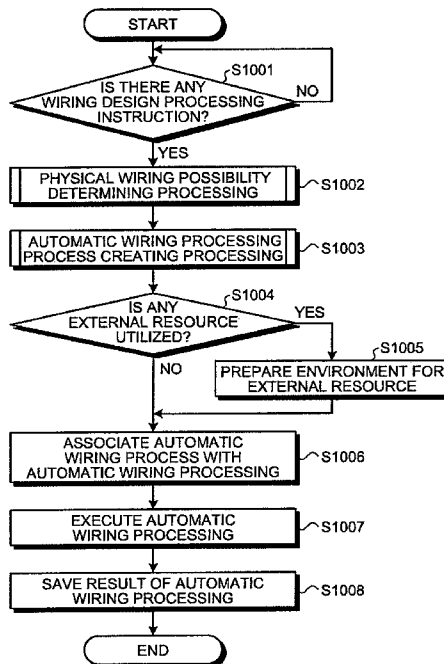 START
S1001
IS THERE ANY
WIRING DESIGN PROCESSING
INSTRUCTION?
NO
YES
PHYSICAL WIRING POSSIBILITY
DETERMINING PROCESSING
S1002
AUTOMATIC WIRING PROCESSING
PROCESS CREATING PROCESSING
S1003
S1004
IS ANY
EXTERNAL RESOURCE
UTILIZED?
YES
NO
S1005
PREPARE ENVIRONMENT FOR
EXTERNAL RESOURCE
ASSOCIATE AUTOMATIC
WIRING PROCESS WITH
AUTOMATIC WIRING PROCESSING
S1006
EXECUTE AUTOMATIC
WIRING PROCESSING
S1007
SAVE RESULT OF AUTOMATIC
WIRING PROCESSING
S1008
END